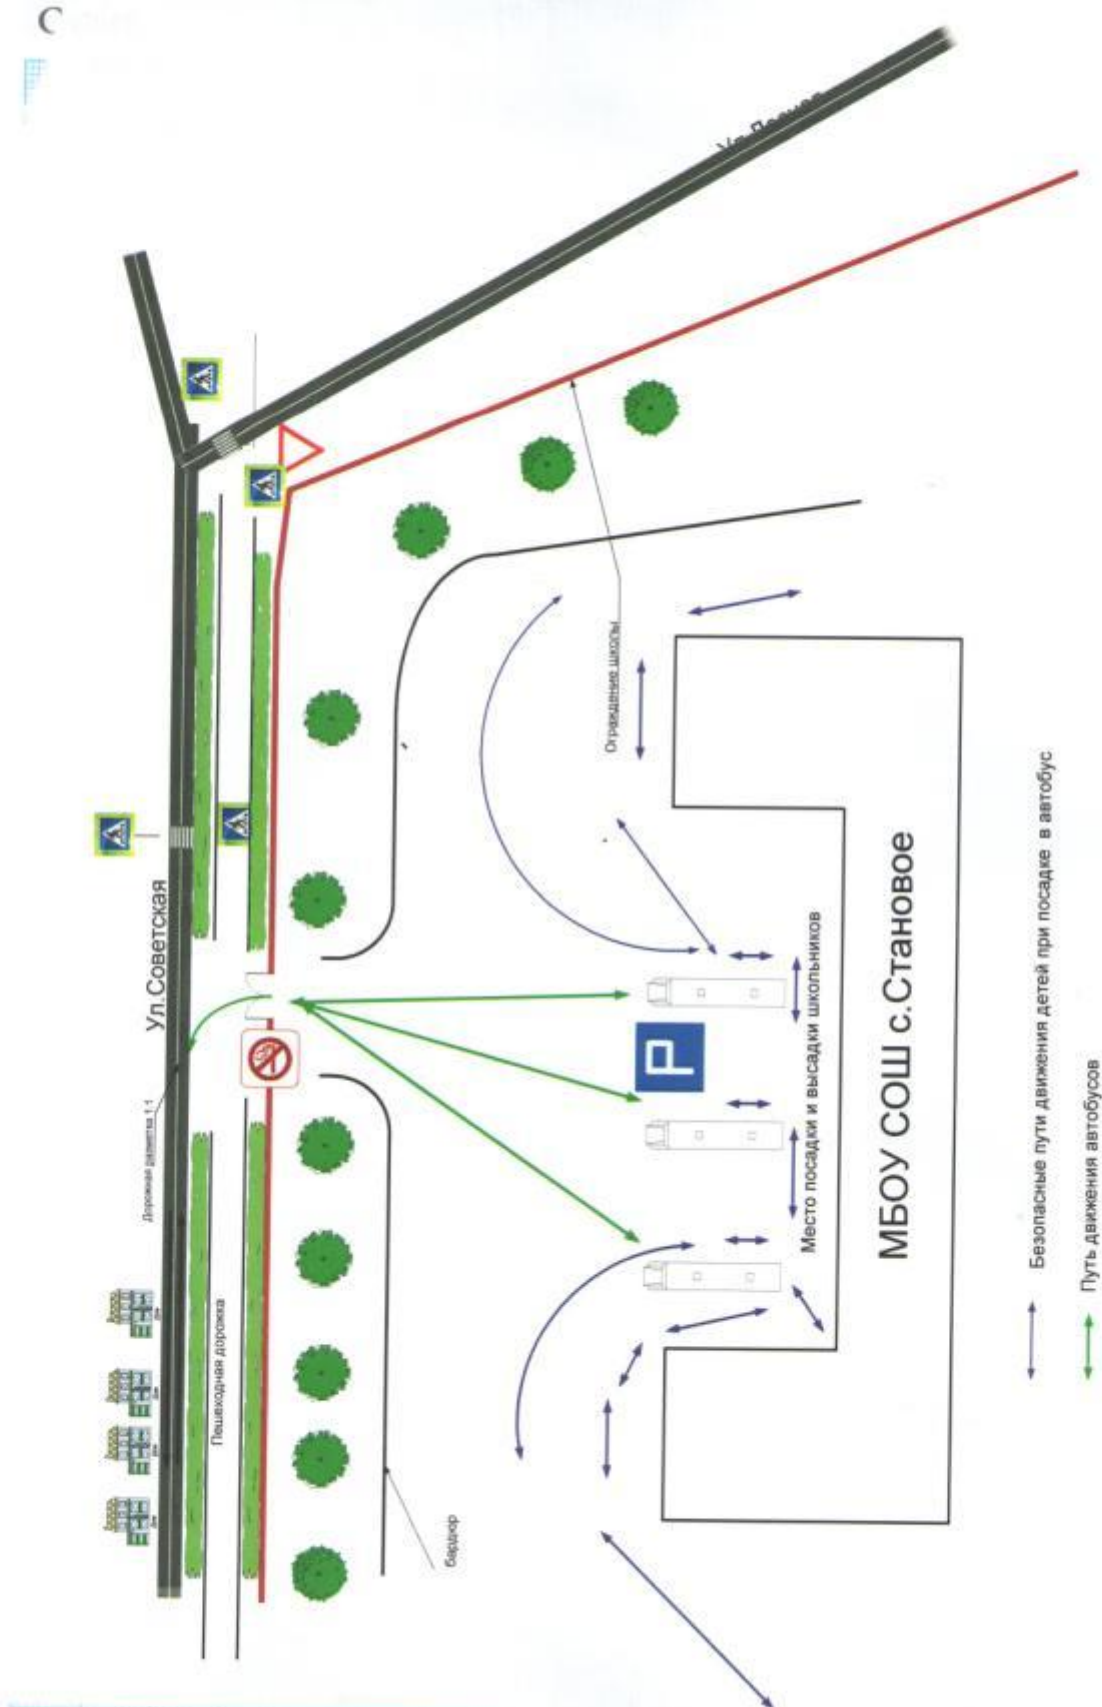 Ул.Советская
Дорожная разметка 1.1
Пешеходная дорожка
бардюр
Ограждение школы
Место посадки и высадки школьников
МБОУ СОШ с.Становое
Безопасные пути движения детей при посадке в автобус
Путь движения автобусов
P